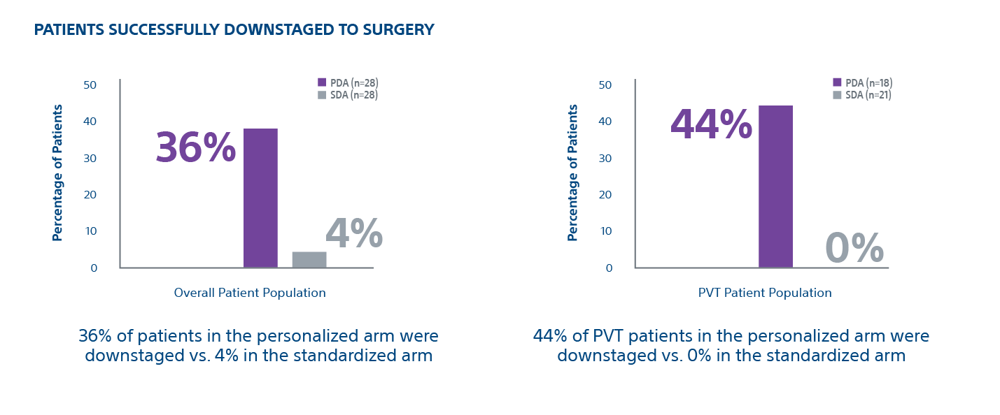 PATIENTS SUCCESSFULLY DOWNSTAGED TO SURGERY
Percentage of Patients
50
40
30
20
10
0
PDA (n=28)
SDA (n=28)
36%
4%
Overall Patient Population
36% of patients in the personalized arm were
downstaged vs. 4% in the standardized arm
Percentage of Patients
50
40
30
20
10
0
PDA (n=18)
SDA (n=21)
44%
0%
PVT Patient Population
44% of PVT patients in the personalized arm were
downstaged vs. 0% in the standardized arm